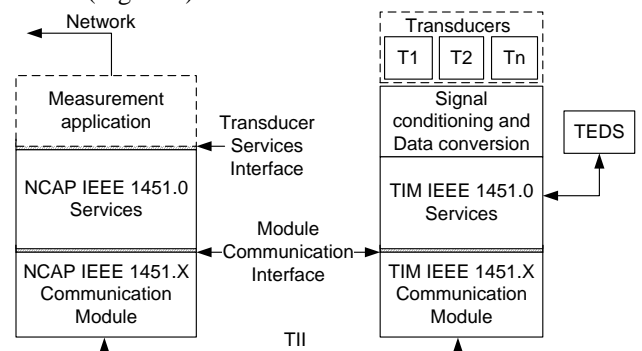 Network
Measurement
application
Transducer
Services
Interface
NCAP IEEE 1451.0
Services
Module
Communication
Interface
NCAP IEEE 1451.X
Communication
Module
TII
Transducers
T1
T2
Tn
Signal
conditioning and
Data conversion
TEDS
TIM IEEE 1451.0
Services
TIM IEEE 1451.X
Communication
Module